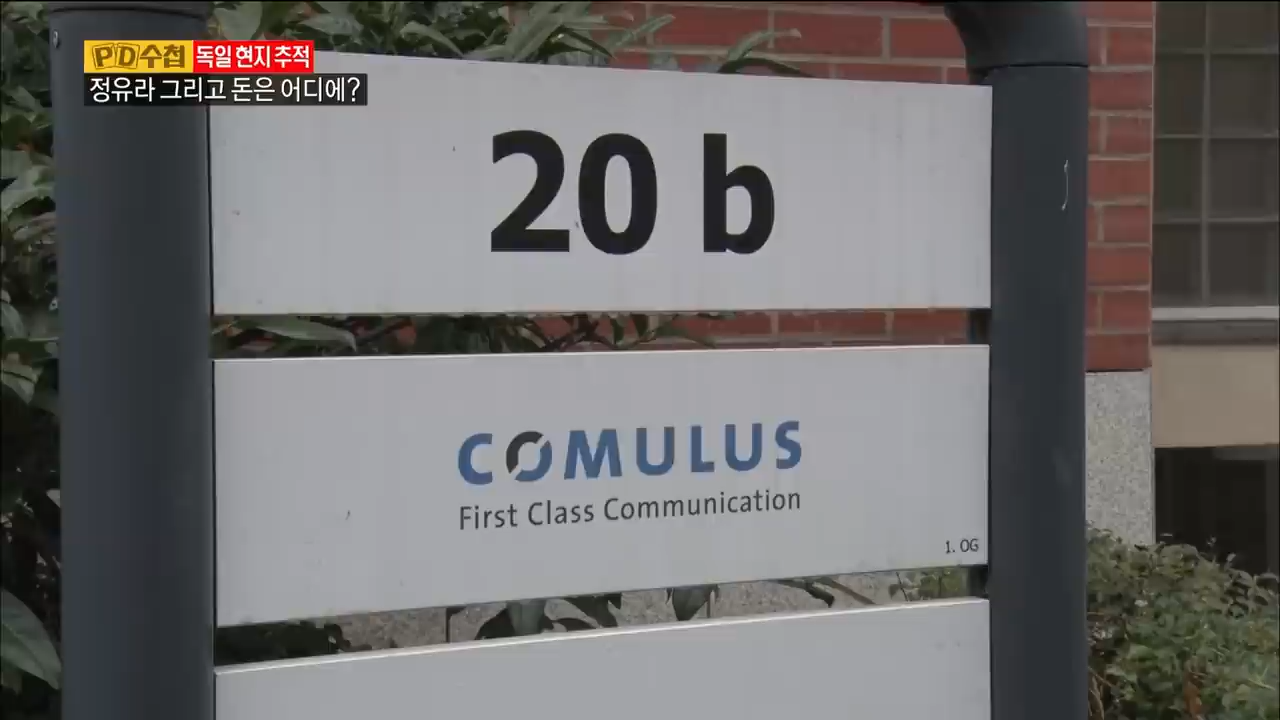 PD수첩 독일 현지 추적
정유라 그리고 돈은 어디에?
20 b
COMULUS
First Class Communication
1. OG